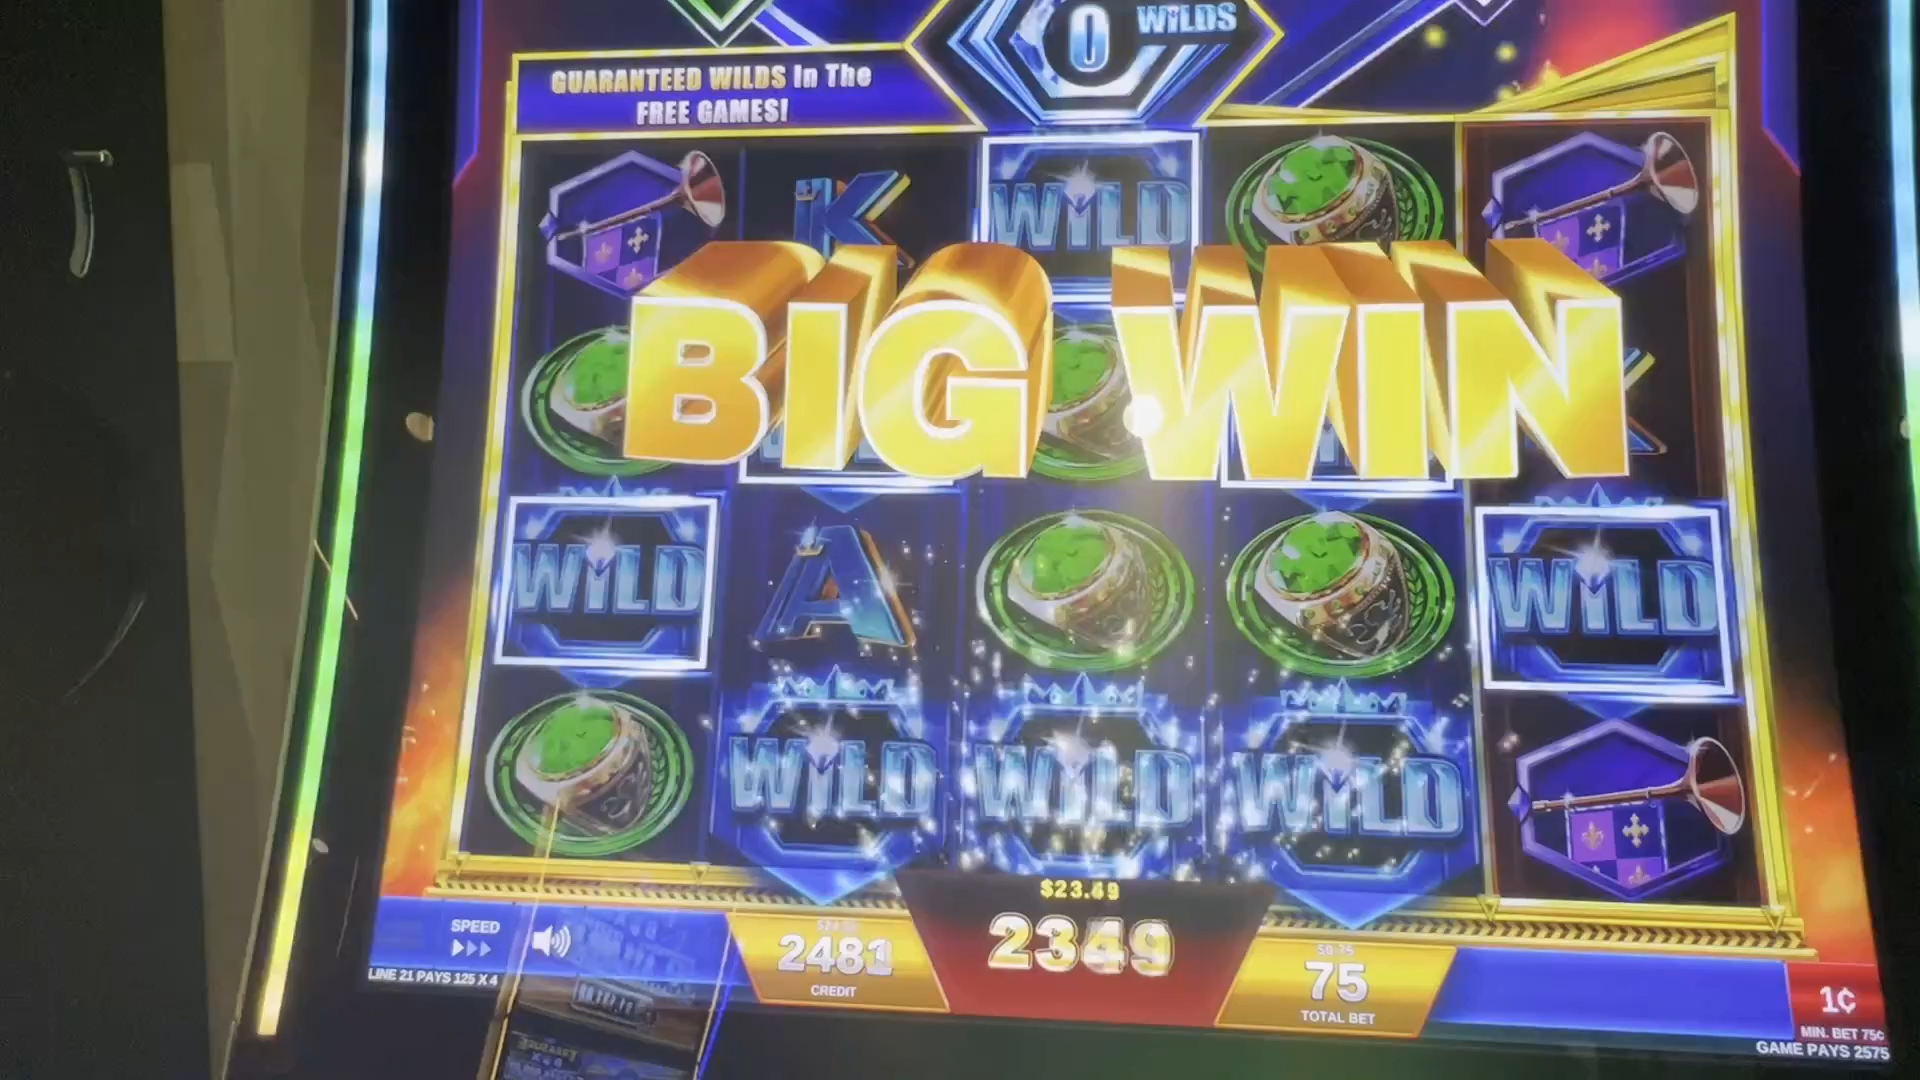 0 WILDS
GUARANTEED WILDS In The
FREE GAMES!
K
WILD
BIG WIN
WILD
A
WILD
WILD
WILD
WILD
$23.49
SPEED
2481
2349
75
1¢
CREDIT
TOTAL BET
MIN. BET 75¢
LINE 21 PAYS 125 X 4
GAME PAYS 2575